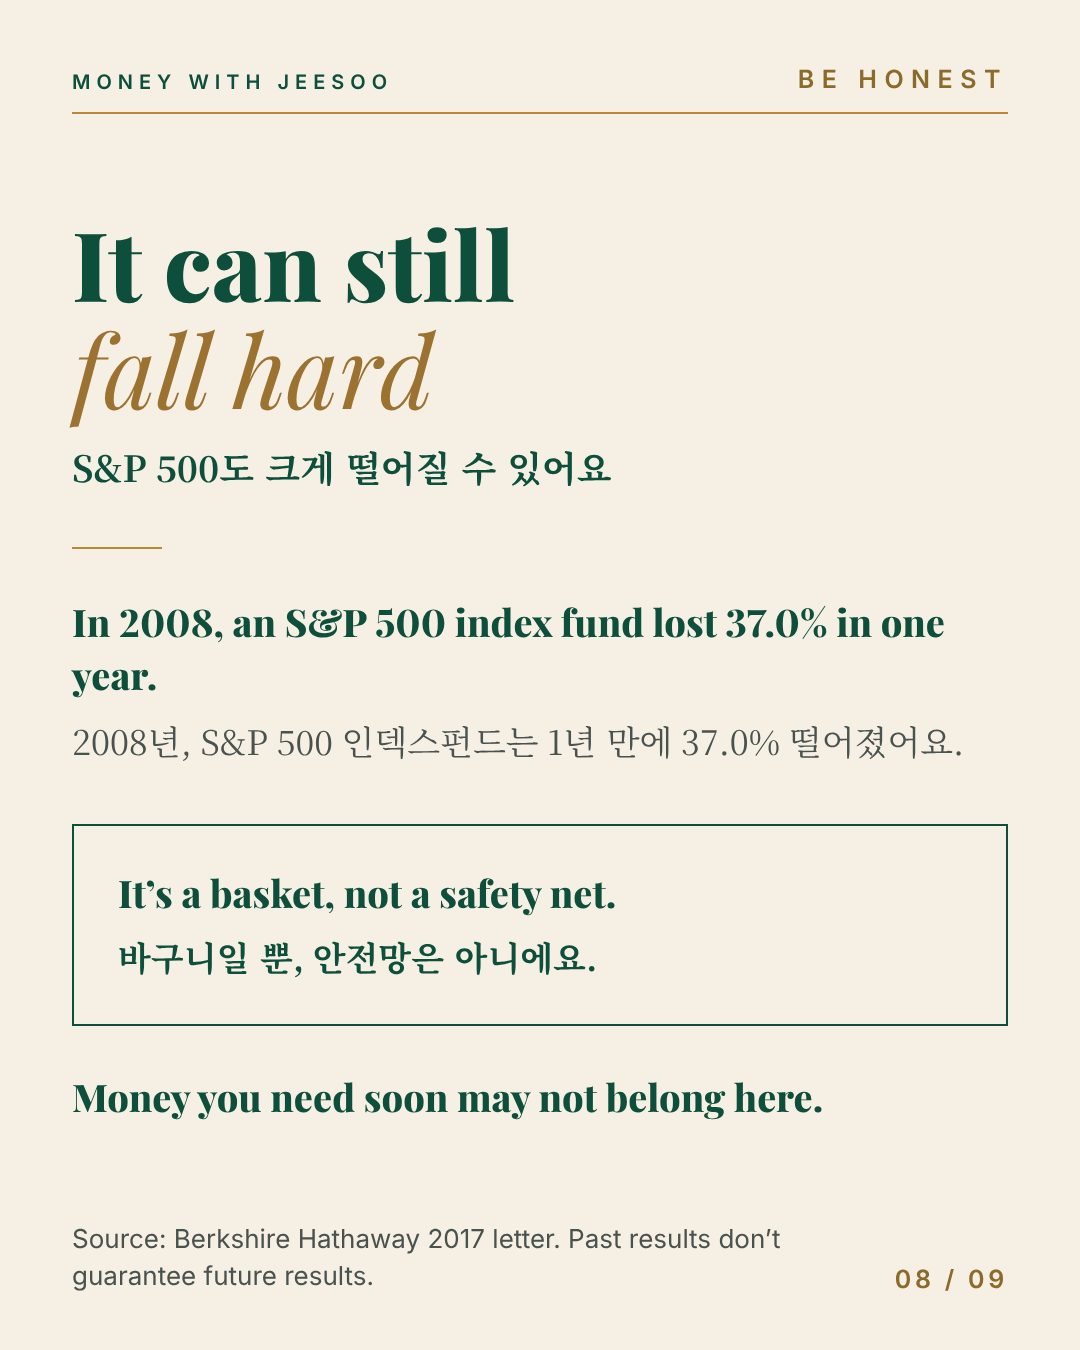 MONEY WITH JEESOO
BE HONEST
It can still
fall hard
S&P 500도 크게 떨어질 수 있어요
In 2008, an S&P 500 index fund lost 37.0% in one
year.
2008년, S&P 500 인덱스펀드는 1년 만에 37.0% 떨어졌어요.
It’s a basket, not a safety net.
바구니일 뿐, 안전망은 아니에요.
Money you need soon may not belong here.
Source: Berkshire Hathaway 2017 letter. Past results don’t
guarantee future results.
08 / 09